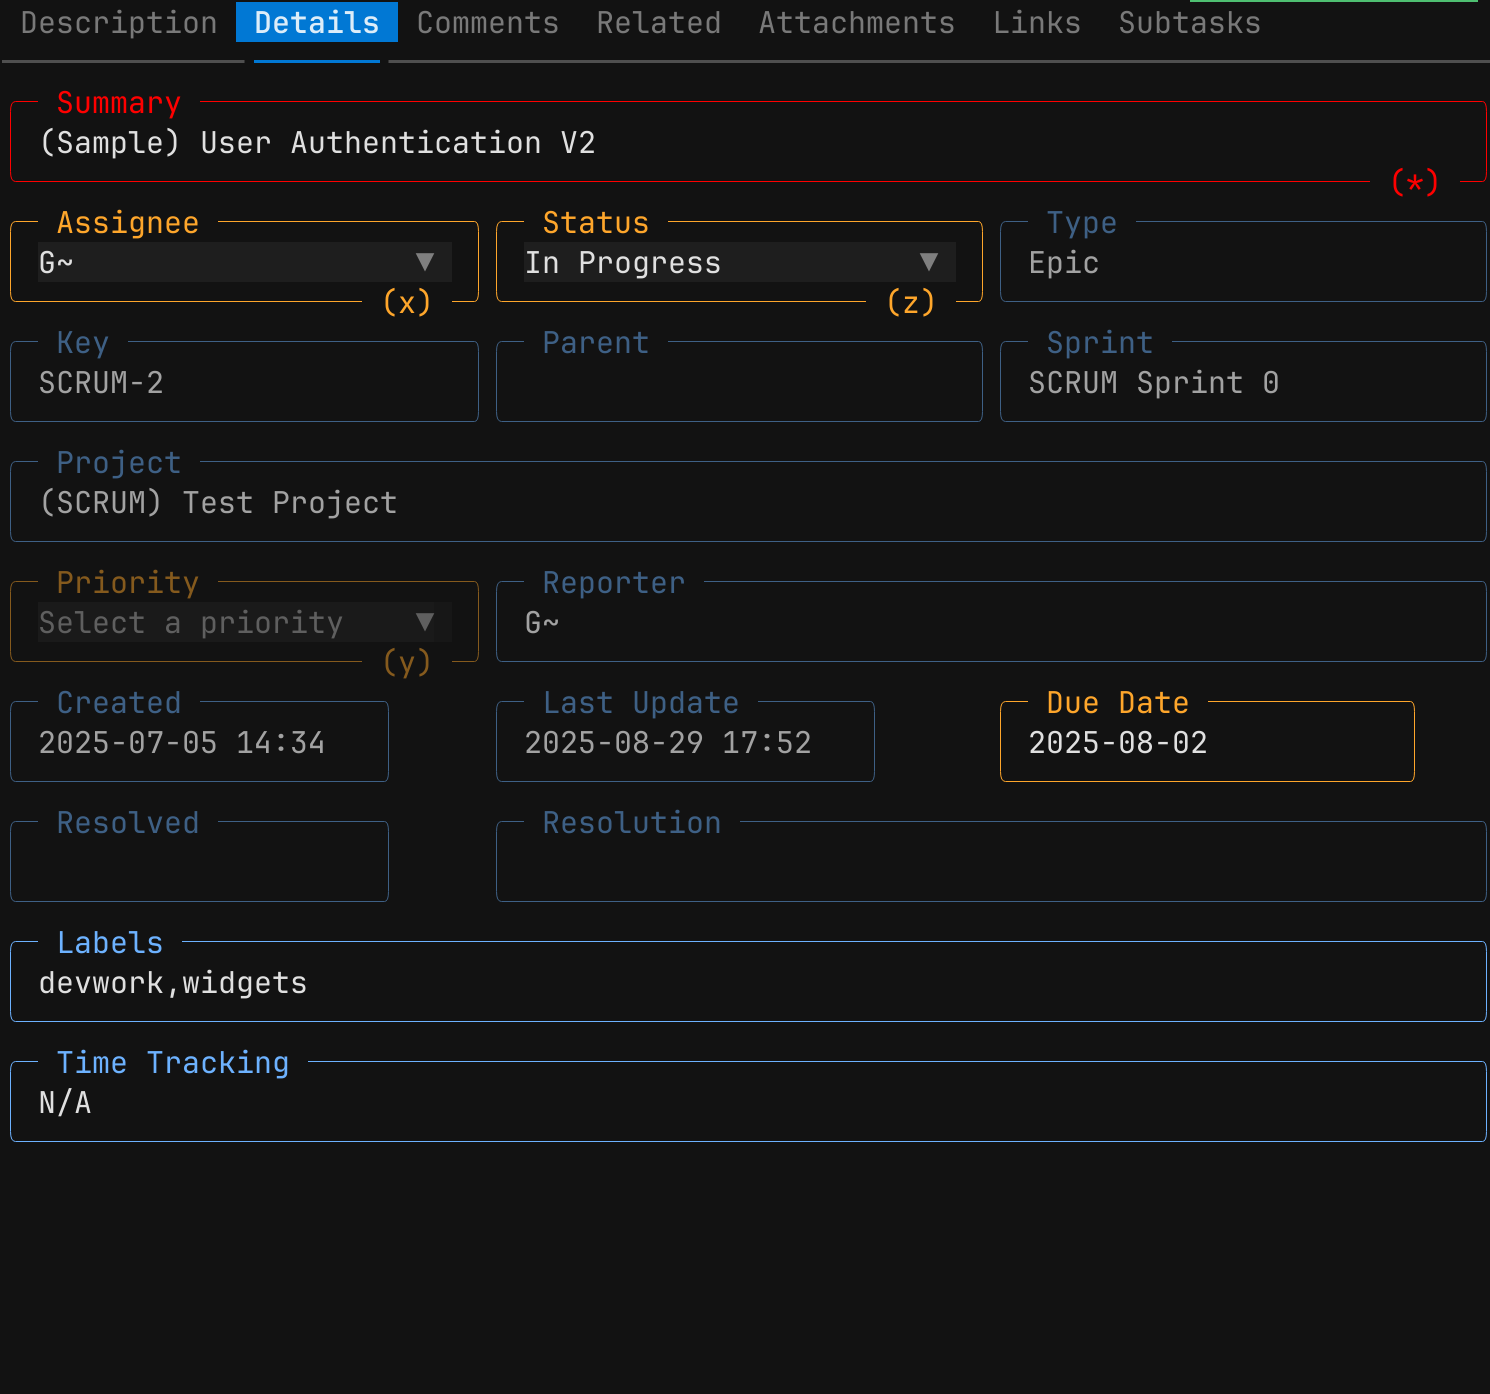 Description Details Comments Related Attachments Links Subtasks
Summary
(Sample) User Authentication V2
(*)
Assignee Status Type
G~ ▼ In Progress ▼ Epic
(x) (z)
Key Parent Sprint
SCRUM-2 SCRUM Sprint 0
Project
(SCRUM) Test Project
Priority Reporter
Select a priority ▼ G~
(y)
Created Last Update Due Date
2025-07-05 14:34 2025-08-29 17:52 2025-08-02
Resolved Resolution
Labels
devwork,widgets
Time Tracking
N/A